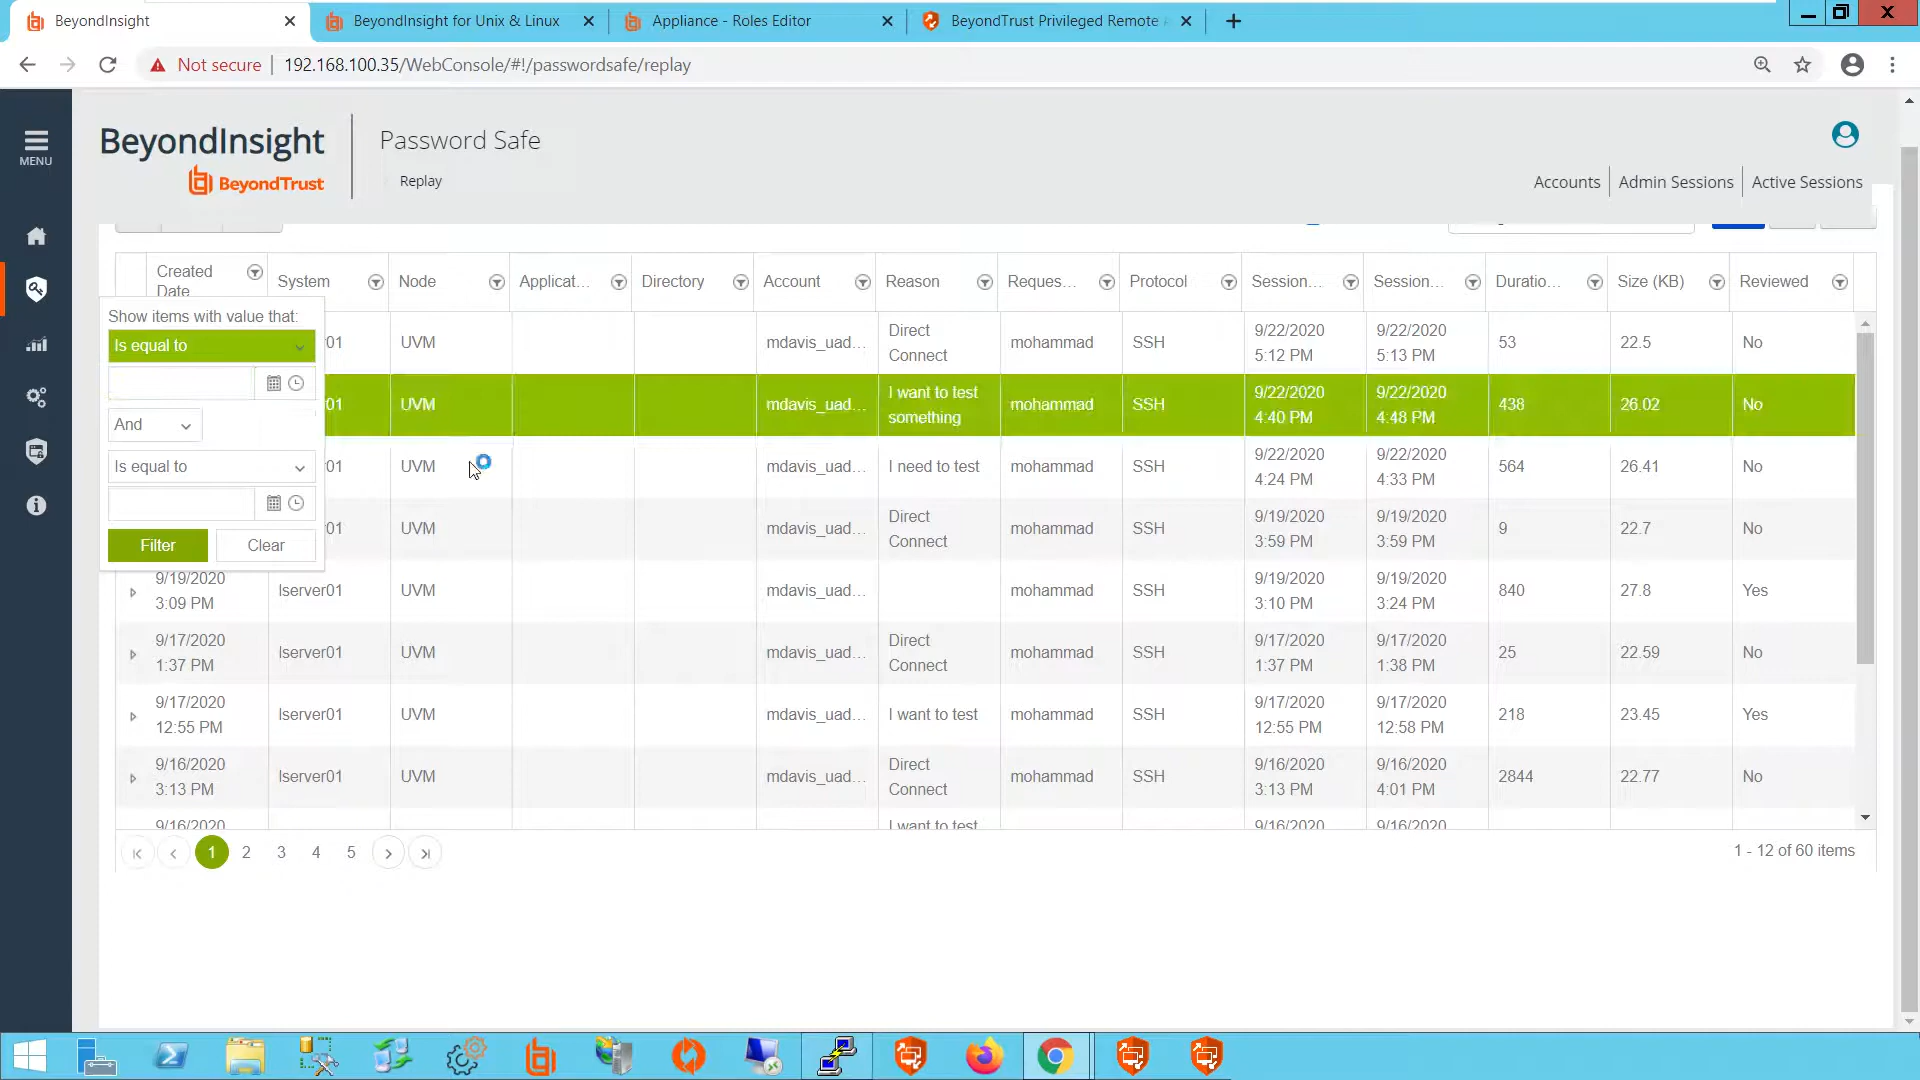 BeyondInsight
BeyondInsight for Unix & Linux
Appliance - Roles Editor
BeyondTrust Privileged Remote
Not secure
192.168.100.35/WebConsole/#!/passwordsafe/replay
MENU
BeyondInsight
BeyondTrust
Password Safe
Replay
Accounts
Admin Sessions
Active Sessions
Created Date
System
Node
Applicat...
Directory
Account
Reason
Reques...
Protocol
Session...
Session...
Duratio...
Size (KB)
Reviewed
Show items with value that:
Is equal to
And
Is equal to
Filter
Clear
01 UVM mdavis_uad... Direct Connect mohammad SSH 9/22/2020 5:12 PM 9/22/2020 5:13 PM 53 22.5 No
01 UVM mdavis_uad... I want to test something mohammad SSH 9/22/2020 4:40 PM 9/22/2020 4:48 PM 438 26.02 No
01 UVM mdavis_uad... I need to test mohammad SSH 9/22/2020 4:24 PM 9/22/2020 4:33 PM 564 26.41 No
01 UVM mdavis_uad... Direct Connect mohammad SSH 9/19/2020 3:59 PM 9/19/2020 3:59 PM 9 22.7 No
9/19/2020 3:09 PM lserver01 UVM mdavis_uad... mohammad SSH 9/19/2020 3:10 PM 9/19/2020 3:24 PM 840 27.8 Yes
9/17/2020 1:37 PM lserver01 UVM mdavis_uad... Direct Connect mohammad SSH 9/17/2020 1:37 PM 9/17/2020 1:38 PM 25 22.59 No
9/17/2020 12:55 PM lserver01 UVM mdavis_uad... I want to test mohammad SSH 9/17/2020 12:55 PM 9/17/2020 12:58 PM 218 23.45 Yes
9/16/2020 3:13 PM lserver01 UVM mdavis_uad... Direct Connect mohammad SSH 9/16/2020 3:13 PM 9/16/2020 4:01 PM 2844 22.77 No
9/16/2020 I want to test 9/16/2020 9/16/2020
1 2 3 4 5
1 - 12 of 60 items